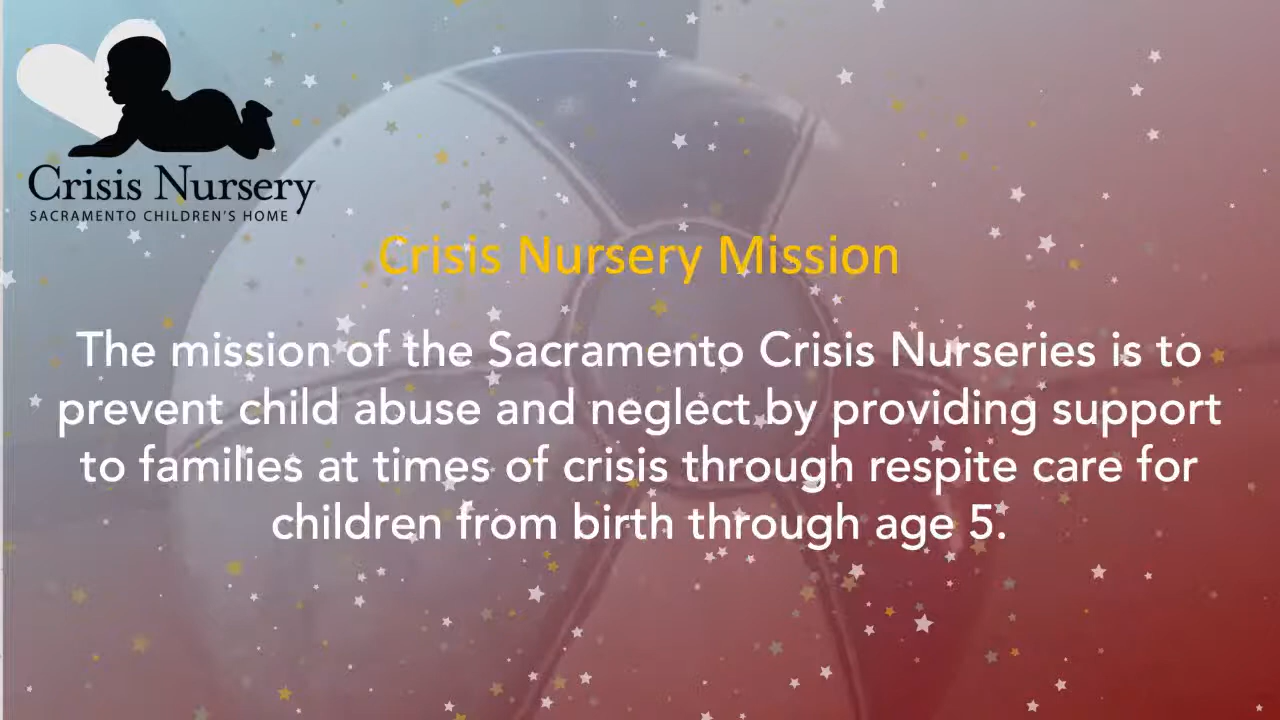 Crisis Nursery
SACRAMENTO CHILDREN'S HOME
Crisis Nursery Mission
The mission of the Sacramento Crisis Nurseries is to
prevent child abuse and neglect by providing support
to families at times of crisis through respite care for
children from birth through age 5.